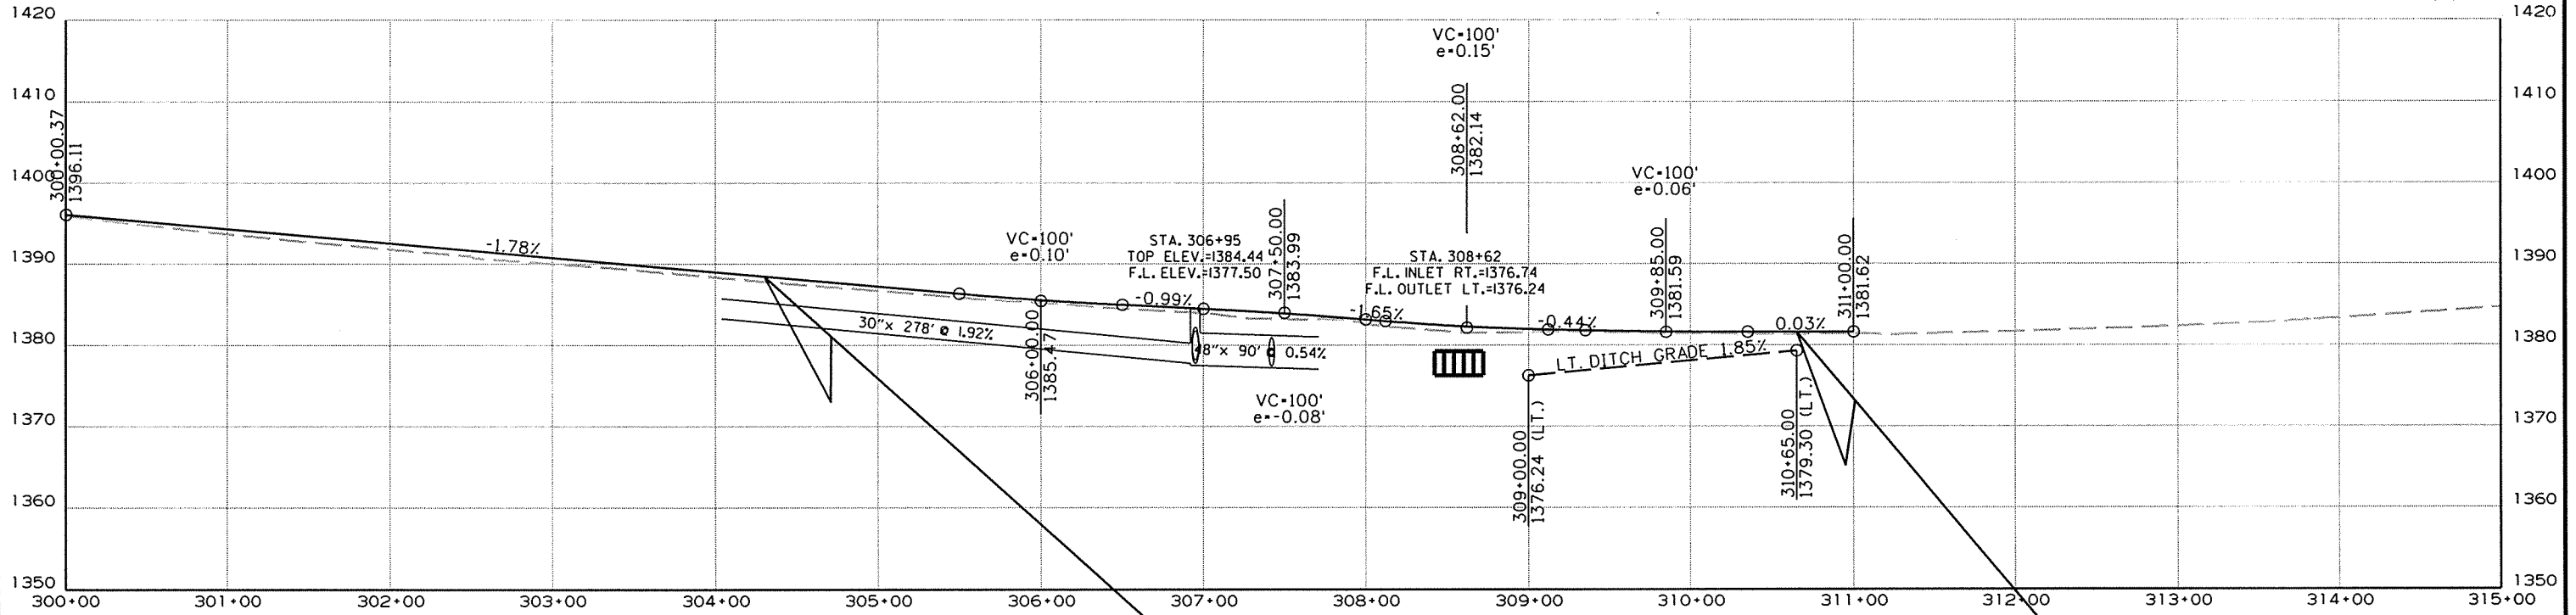 1420
1420
VC=100'
e=0.15'
1410
1410
300+00.37
1396.11
308+62.00
1382.14
1400
1400
VC=100'
e=0.06'
1390
1390
-1.78%
VC=100'
e=0.10'
STA. 306+95
TOP ELEV.=1384.44
F.L. ELEV.=1377.50
307+50.00
1383.99
STA. 308+62
F.L. INLET RT.=1376.74
F.L. OUTLET LT.=1376.24
309+85.00
1381.59
311+00.00
1381.62
-0.99%
-1.65%
-0.44%
0.03%
1380
1380
30"x 278' @ 1.92%
48"x 90' @ 0.54%
LT. DITCH GRADE 1.85%
306+00.00
1385.47
1370
1370
VC=100'
e=-0.08'
309+00.00
1376.24 (LT.)
310+65.00
1379.30 (LT.)
1360
1360
1350
1350
300+00 301+00 302+00 303+00 304+00 305+00 306+00 307+00 308+00 309+00 310+00 311+00 312+00 313+00 314+00 315+00